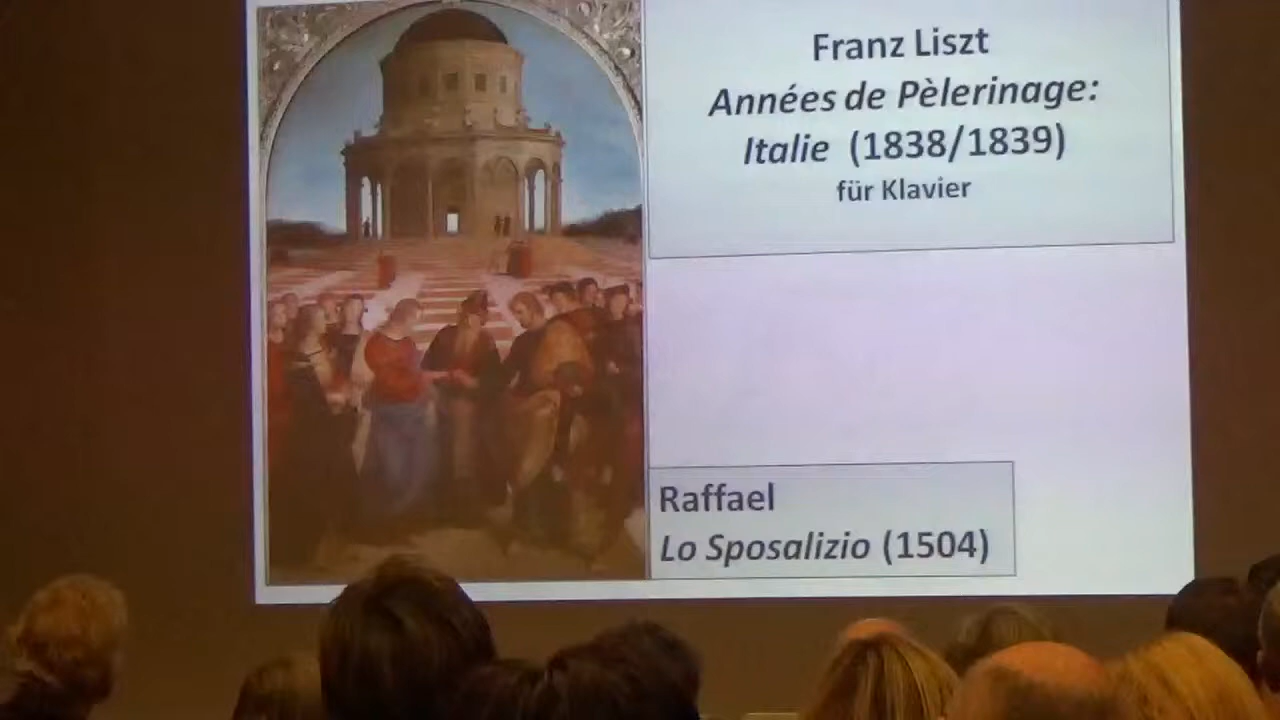 Franz Liszt
Années de Pèlerinage:
Italie (1838/1839)
für Klavier
Raffael
Lo Sposalizio (1504)